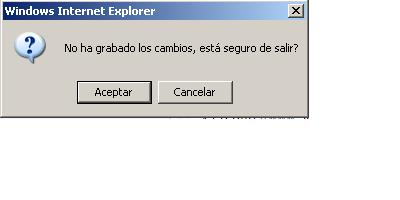 Windows Internet Explorer
No ha grabado los cambios, está seguro de salir?
Aceptar
Cancelar